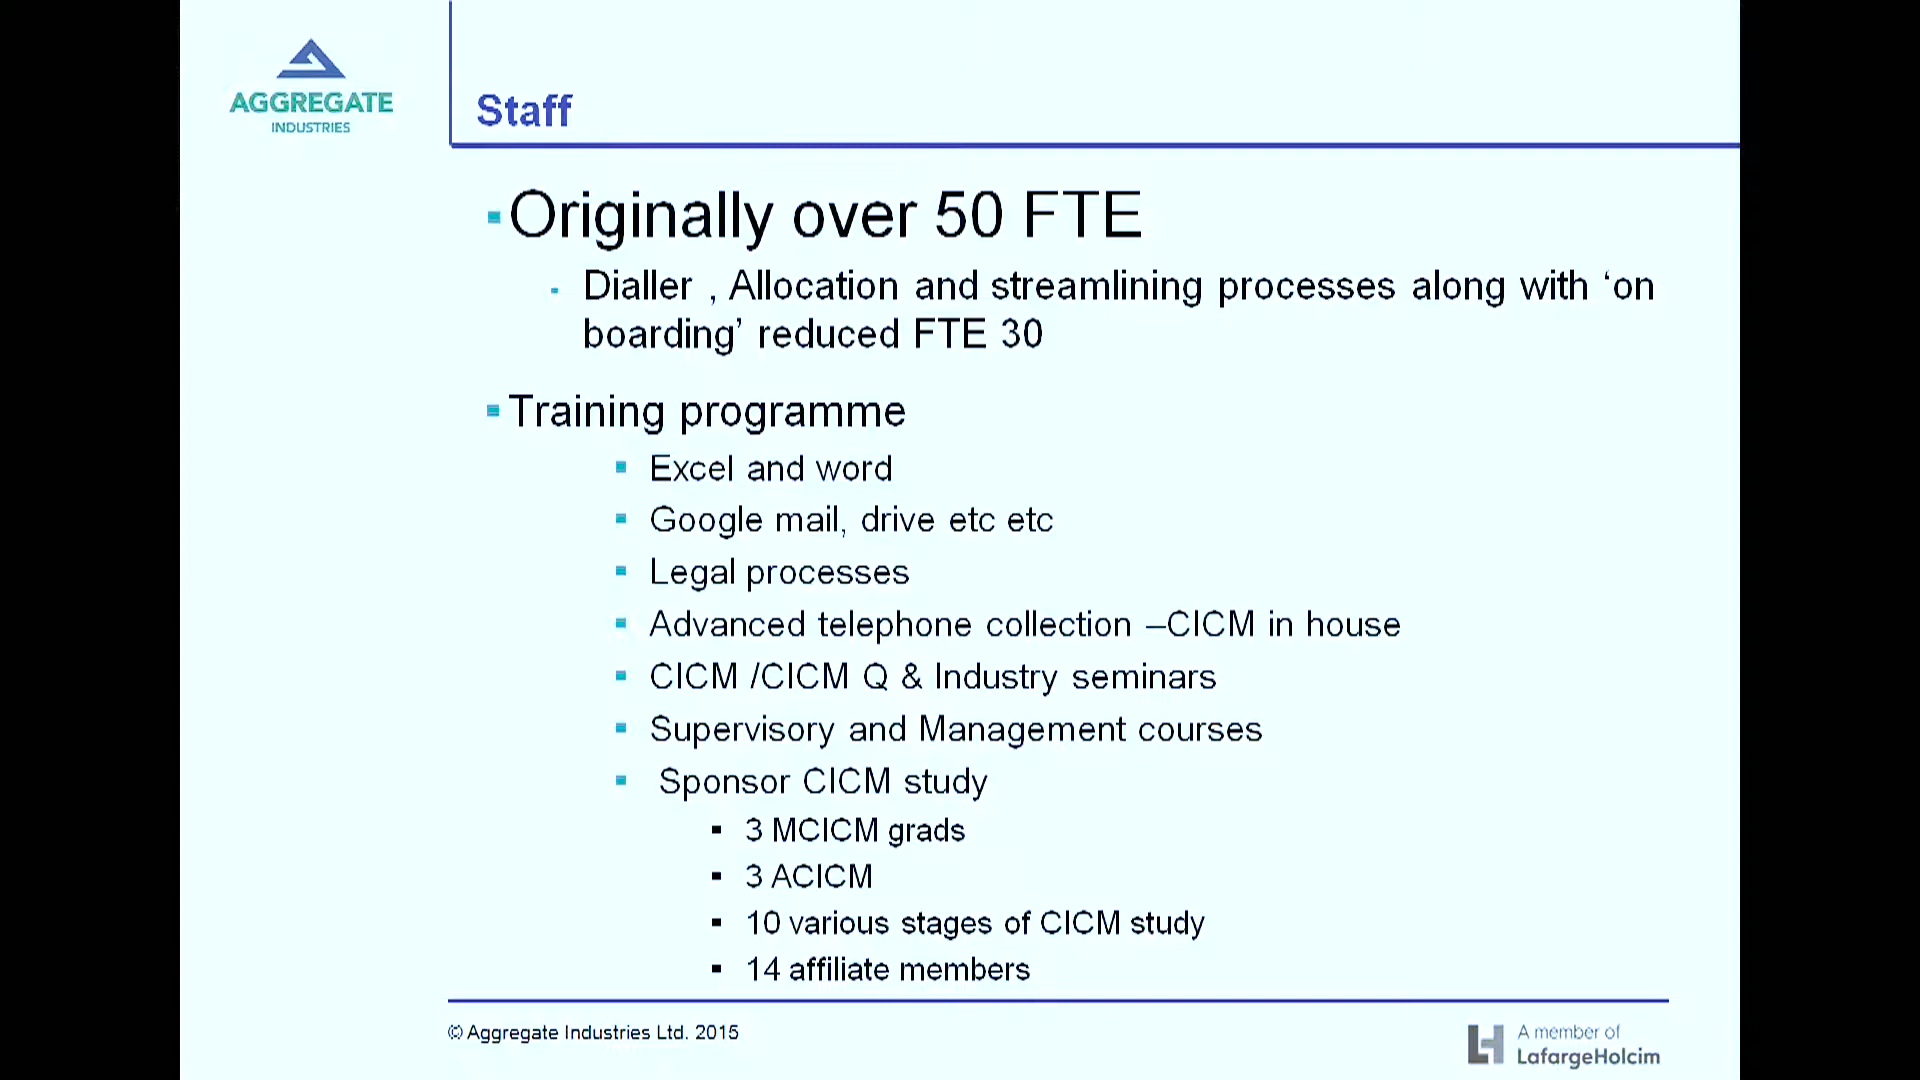 AGGREGATE
INDUSTRIES
Staff
Originally over 50 FTE
Dialler , Allocation and streamlining processes along with ‘on
boarding’ reduced FTE 30
Training programme
Excel and word
Google mail, drive etc etc
Legal processes
Advanced telephone collection –CICM in house
CICM /CICM Q & Industry seminars
Supervisory and Management courses
Sponsor CICM study
3 MCICM grads
3 ACICM
10 various stages of CICM study
14 affiliate members
© Aggregate Industries Ltd. 2015
A member of
LafargeHolcim